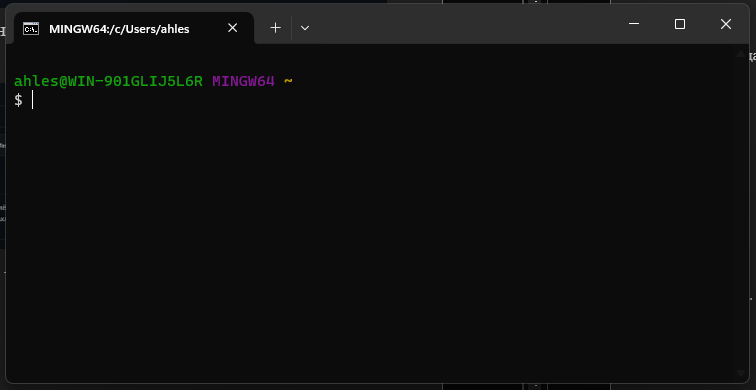 MINGW64:/c/Users/ahles
ahles@WIN-901GLIJ5L6R MINGW64 ~
$